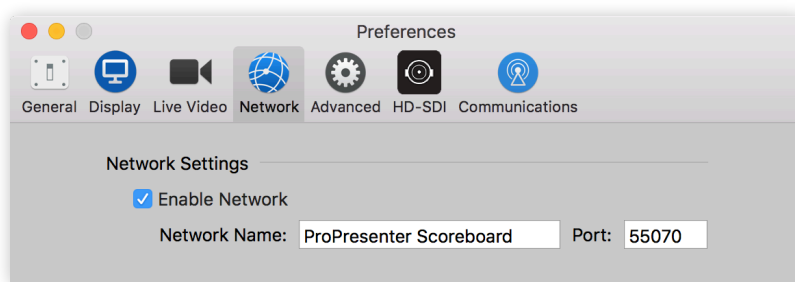 Preferences
General Display Live Video Network Advanced HD-SDI Communications
Network Settings
Enable Network
Network Name: ProPresenter Scoreboard Port: 55070